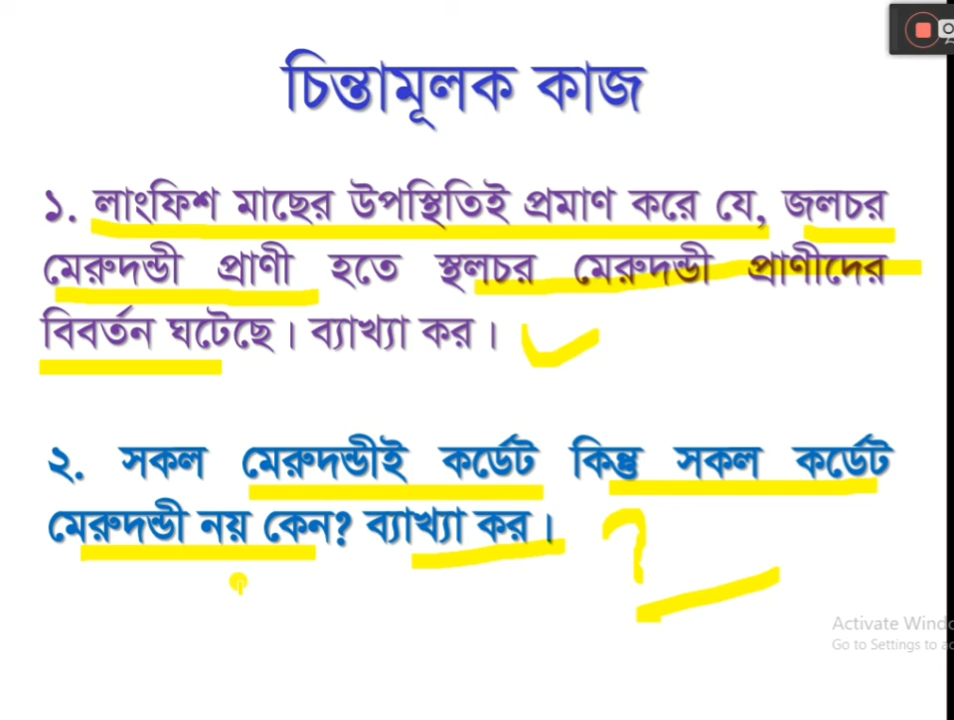 চিন্তামূলক কাজ
১. লাংফিশ মাছের উপস্থিতিই প্রমাণ করে যে, জলচর
মেরুদন্ডী প্রাণী হতে স্থলচর মেরুদন্ডী প্রাণীদের
বিবর্তন ঘটেছে। ব্যাখ্যা কর।
২. সকল মেরুদন্ডীই কর্ডেট কিন্তু সকল কর্ডেট
মেরুদন্ডী নয় কেন? ব্যাখ্যা কর।
?
Activate Windo
Go to Settings to ac